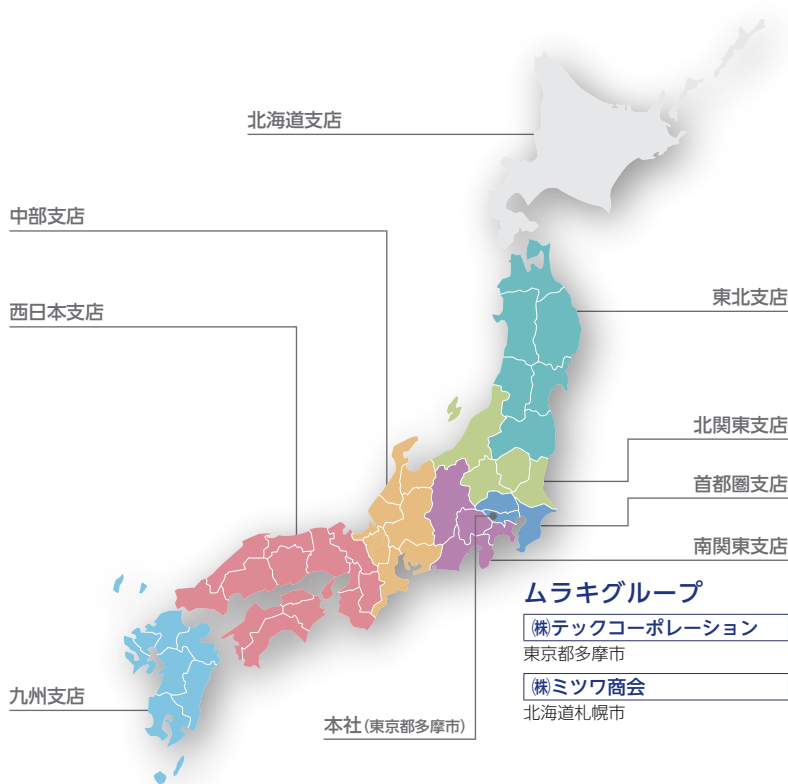 北海道支店
中部支店
西日本支店
東北支店
北関東支店
首都圏支店
南関東支店
九州支店
本社(東京都多摩市)
ムラキグループ
㈱テックコーポレーション
東京都多摩市
㈱ミツワ商会
北海道札幌市